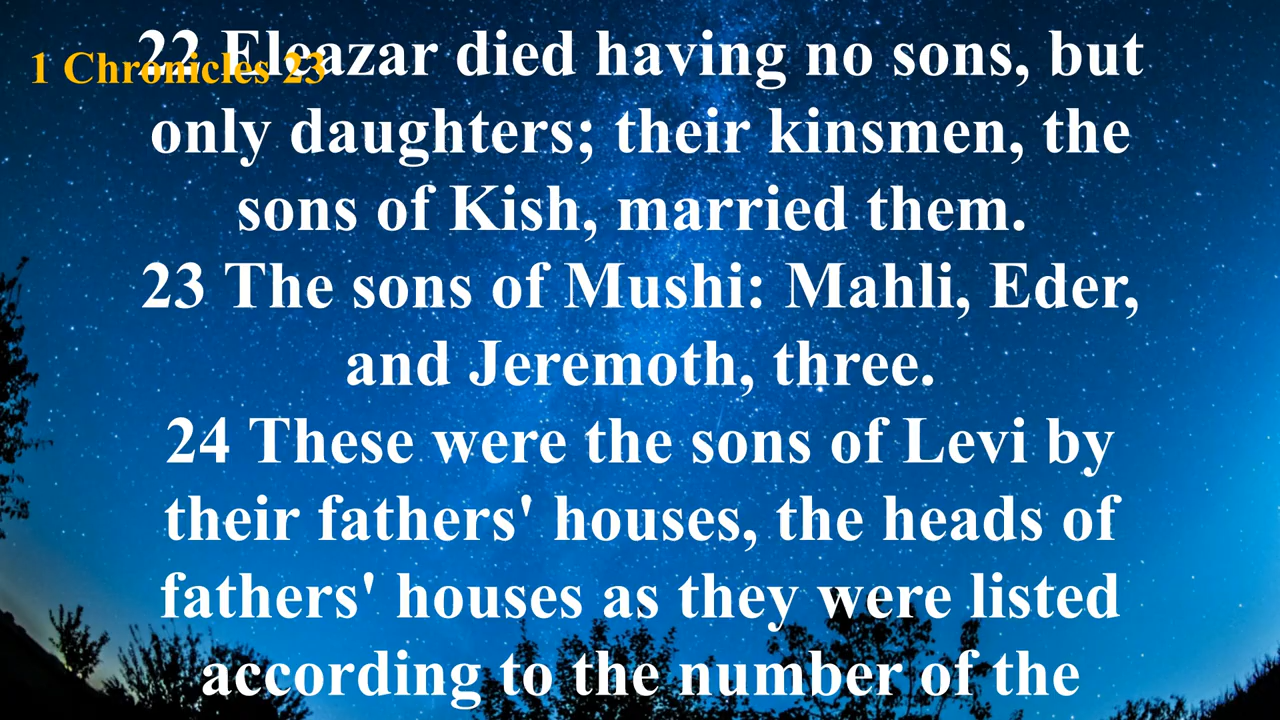 1 Chronicles 23
22 Eleazar died having no sons, but
only daughters; their kinsmen, the
sons of Kish, married them.
23 The sons of Mushi: Mahli, Eder,
and Jeremoth, three.
24 These were the sons of Levi by
their fathers' houses, the heads of
fathers' houses as they were listed
according to the number of the